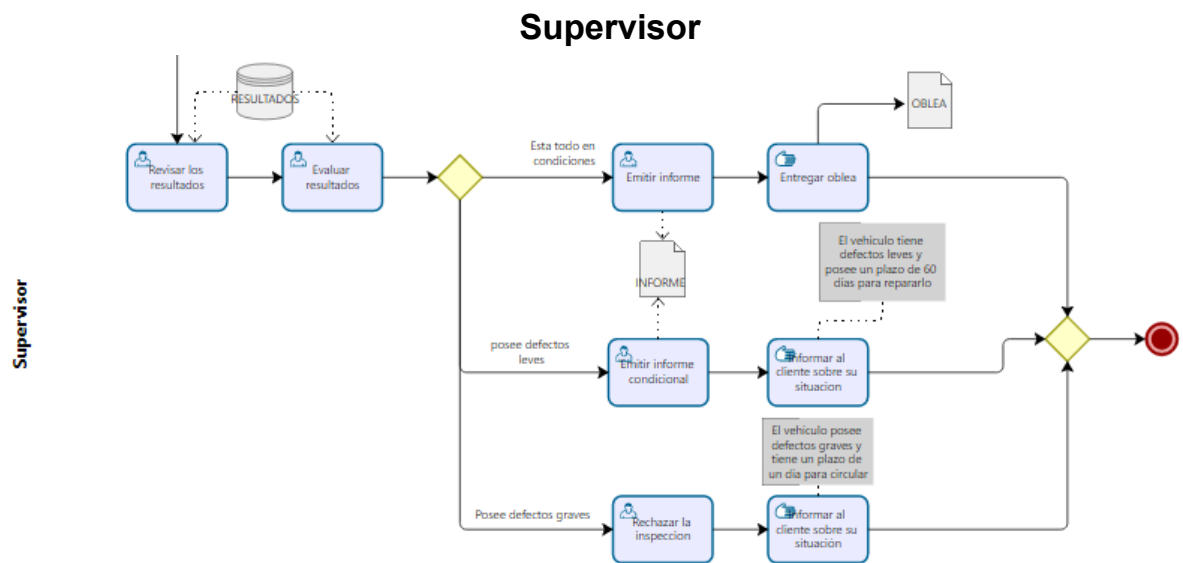 Supervisor
RESULTADOS
OBLEA
Revisar los
resultados
Evaluar
resultados
Esta todo en
condiciones
Emitir informe
Entregar oblea
El vehiculo tiene
defectos leves y
posee un plazo de 60
dias para repararlo
INFORME
Supervisor
posee defectos
leves
Emitir informe
condicional
Informar al
cliente sobre su
situacion
El vehiculo posee
defectos graves y
tiene un plazo de
un dia para circular
Posee defectos graves
Rechazar la
inspeccion
Informar al
cliente sobre su
situación